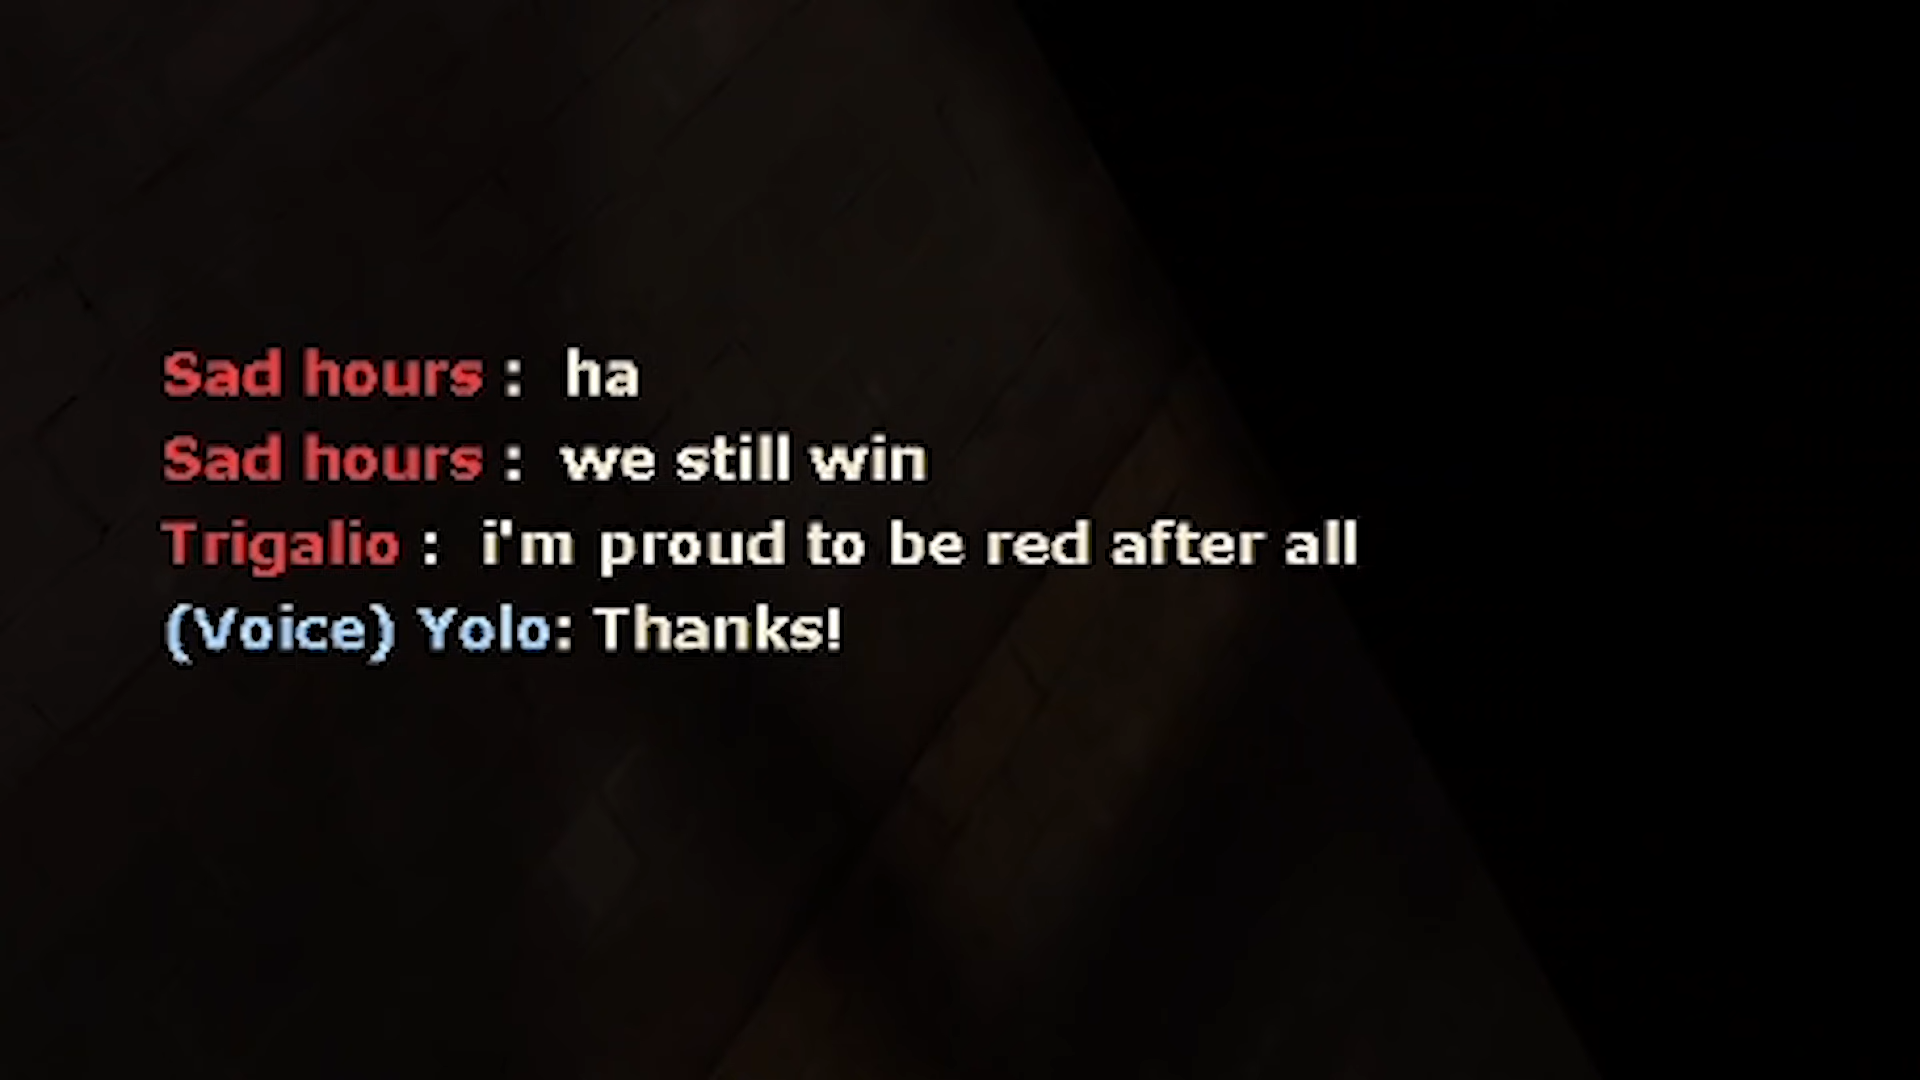 Sad hours :  ha
Sad hours :  we still win
Trigalio :  i'm proud to be red after all
(Voice) Yolo: Thanks!